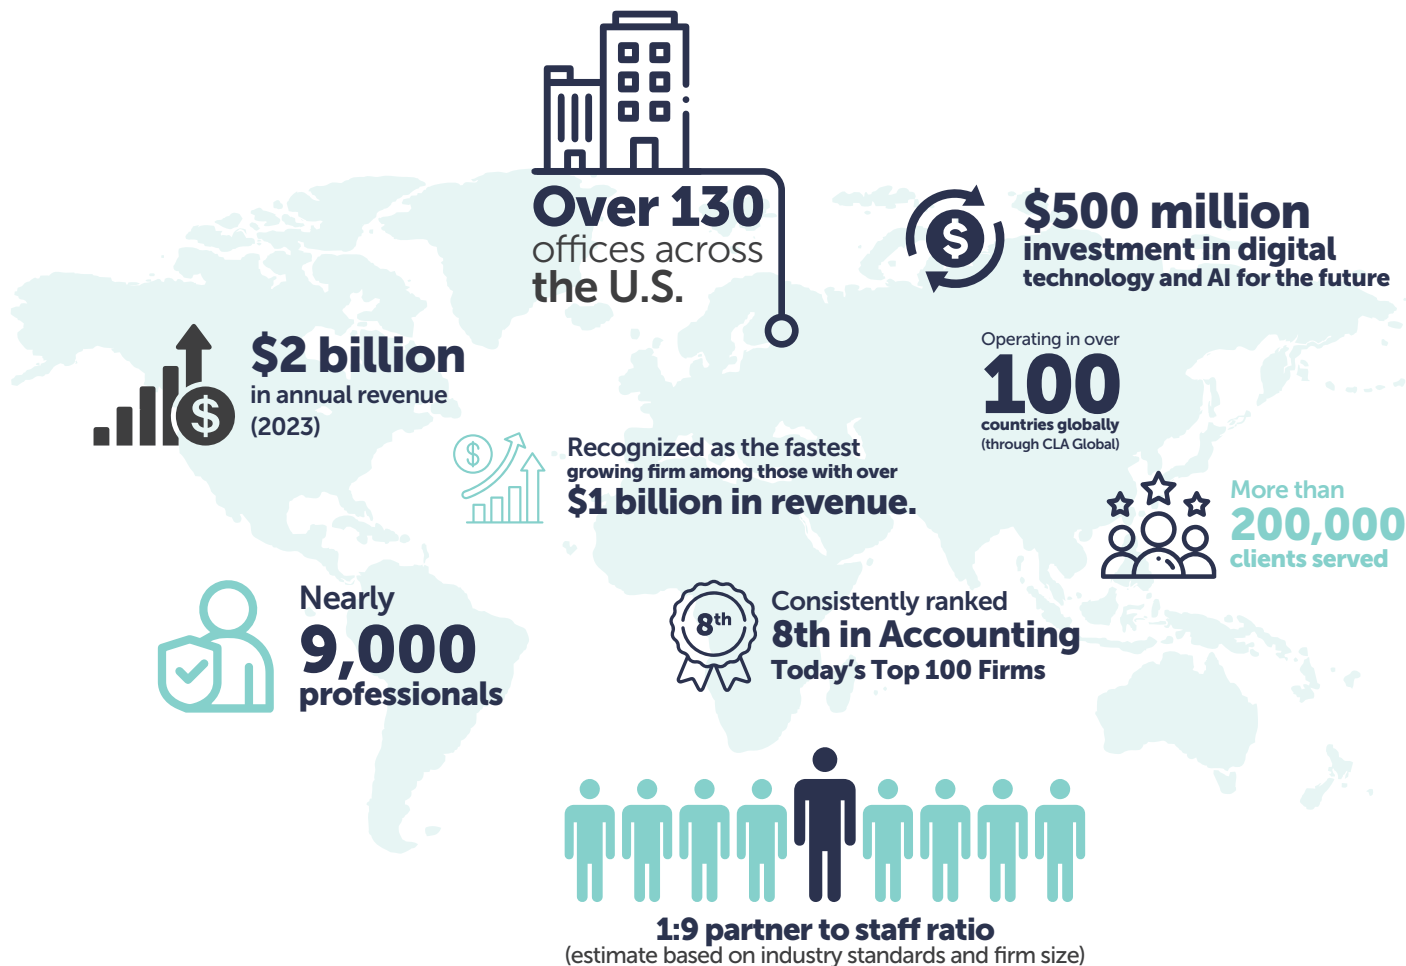 Over 130
offices across
the U.S.
$
$500 million
investment in digital
technology and AI for the future
$
$2 billion
in annual revenue
(2023)
Operating in over
100
countries globally
(through CLA Global)
$
Recognized as the fastest
growing firm among those with over
$1 billion in revenue.
More than
200,000
clients served
Nearly
9,000
professionals
8th
Consistently ranked
8th in Accounting
Today’s Top 100 Firms
1:9 partner to staff ratio
(estimate based on industry standards and firm size)